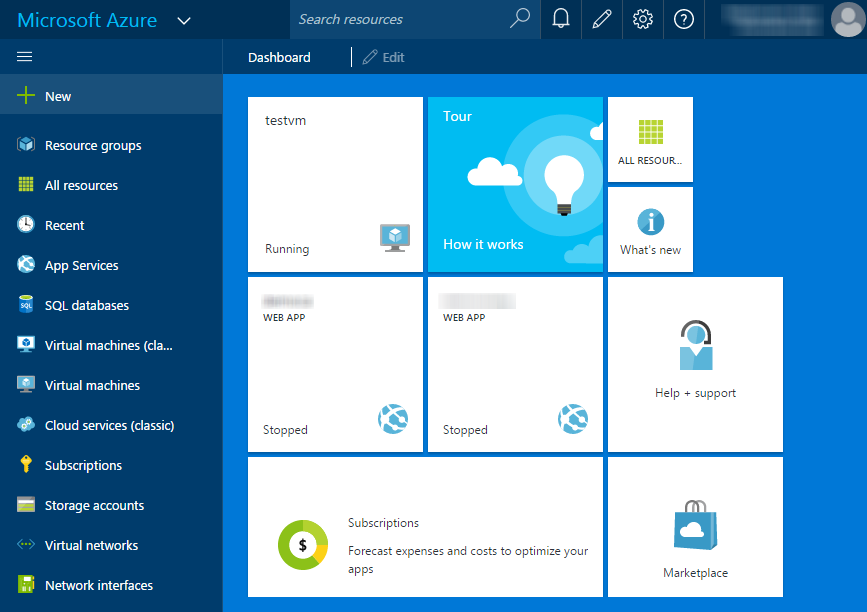 Microsoft Azure
Search resources
Dashboard
Edit
New
Resource groups
All resources
Recent
App Services
SQL
SQL databases
Virtual machines (cla...
Virtual machines
Cloud services (classic)
Subscriptions
Storage accounts
Virtual networks
Network interfaces
testvm
Running
Tour
How it works
ALL RESOUR...
What's new
WEB APP
Stopped
WEB APP
Stopped
Help + support
$
Subscriptions
Forecast expenses and costs to optimize your
apps
Marketplace